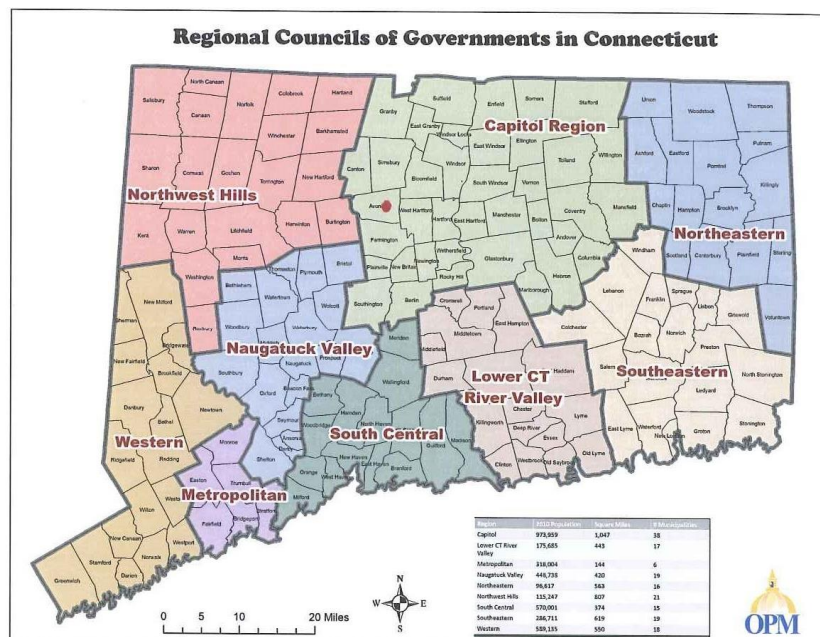 Regional Councils of Governments in Connecticut
North Canaan
Colebrook
Hartland
Salisbury
Norfolk
Canaan
Winchester
Barkhamsted
Sharon
Cornwall
Goshen
Torrington
New Hartford
Northwest Hills
Kent
Warren
Litchfield
Harwinton
Burlington
Morris
Washington
Roxbury
Granby
Suffield
Enfield
Somers
Stafford
East Granby
Windsor Locks
Capitol Region
East Windsor
Ellington
Simsbury
Windsor
Tolland
Willington
Canton
Bloomfield
South Windsor
Vernon
Avon
West Hartford
Hartford
East Hartford
Manchester
Bolton
Coventry
Mansfield
Farmington
Andover
Wethersfield
Newington
Glastonbury
Columbia
Plainville
New Britain
Rocky Hill
Hebron
Marlborough
Southington
Berlin
Union
Woodstock
Thompson
Putnam
Ashford
Eastford
Pomfret
Killingly
Chaplin
Hampton
Brooklyn
Northeastern
Scotland
Canterbury
Plainfield
Sterling
Voluntown
New Milford
Sherman
Bridgewater
New Fairfield
Brookfield
Danbury
Bethel
Newtown
Western
Ridgefield
Redding
Wilton
New Canaan
Westport
Stamford
Norwalk
Greenwich
Darien
Thomaston
Plymouth
Bristol
Bethlehem
Watertown
Wolcott
Woodbury
Waterbury
Naugatuck Valley
Prospect
Southbury
Naugatuck
Oxford
Beacon Falls
Seymour
Ansonia
Derby
Shelton
Monroe
Easton
Trumbull
Metropolitan
Stratford
Fairfield
Bridgeport
Meriden
Wallingford
Bethany
Hamden
Woodbridge
North Haven
South Central
Guilford
Madison
New Haven
East Haven
Branford
Orange
West Haven
Milford
Cromwell
Portland
Middletown
East Hampton
Middlefield
Durham
Haddam
Lower CT
River Valley
Killingworth
Chester
Deep River
Lyme
Essex
Clinton
Westbrook
Old Saybrook
Old Lyme
Windham
Lebanon
Sprague
Franklin
Lisbon
Griswold
Colchester
Bozrah
Norwich
Preston
Salem
Southeastern
North Stonington
Ledyard
East Lyme
Waterford
New London
Groton
Stonington
Region 2010 Population Square Miles # Municipalities
Capitol 973,959 1,047 38
Lower CT River 175,685 443 17
Valley
Metropolitan 318,004 144 6
Naugatuck Valley 448,738 420 19
Northeastern 96,617 563 16
Northwest Hills 115,247 807 21
South Central 570,001 374 15
Southeastern 286,711 619 19
Western 589,135 550 18
0 5 10 20 Miles
N
W E
S
OPM